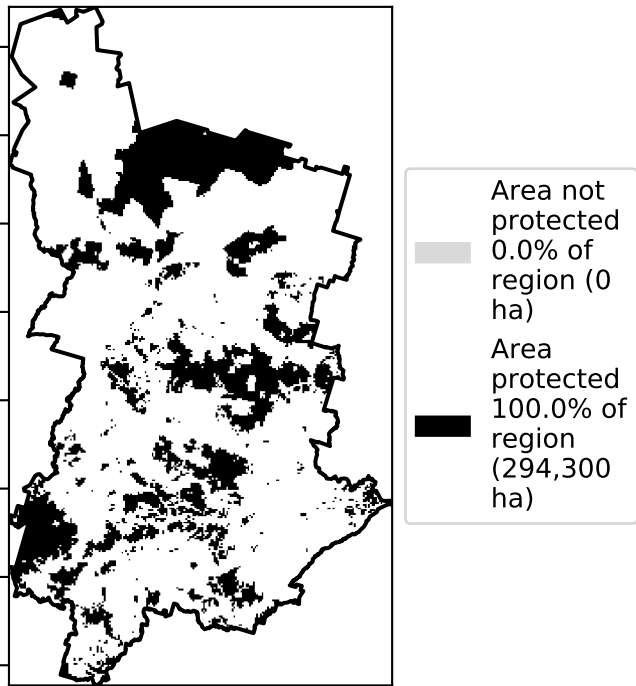 Area not
protected
0.0% of
region (0
ha)
Area
protected
100.0% of
region
(294,300
ha)